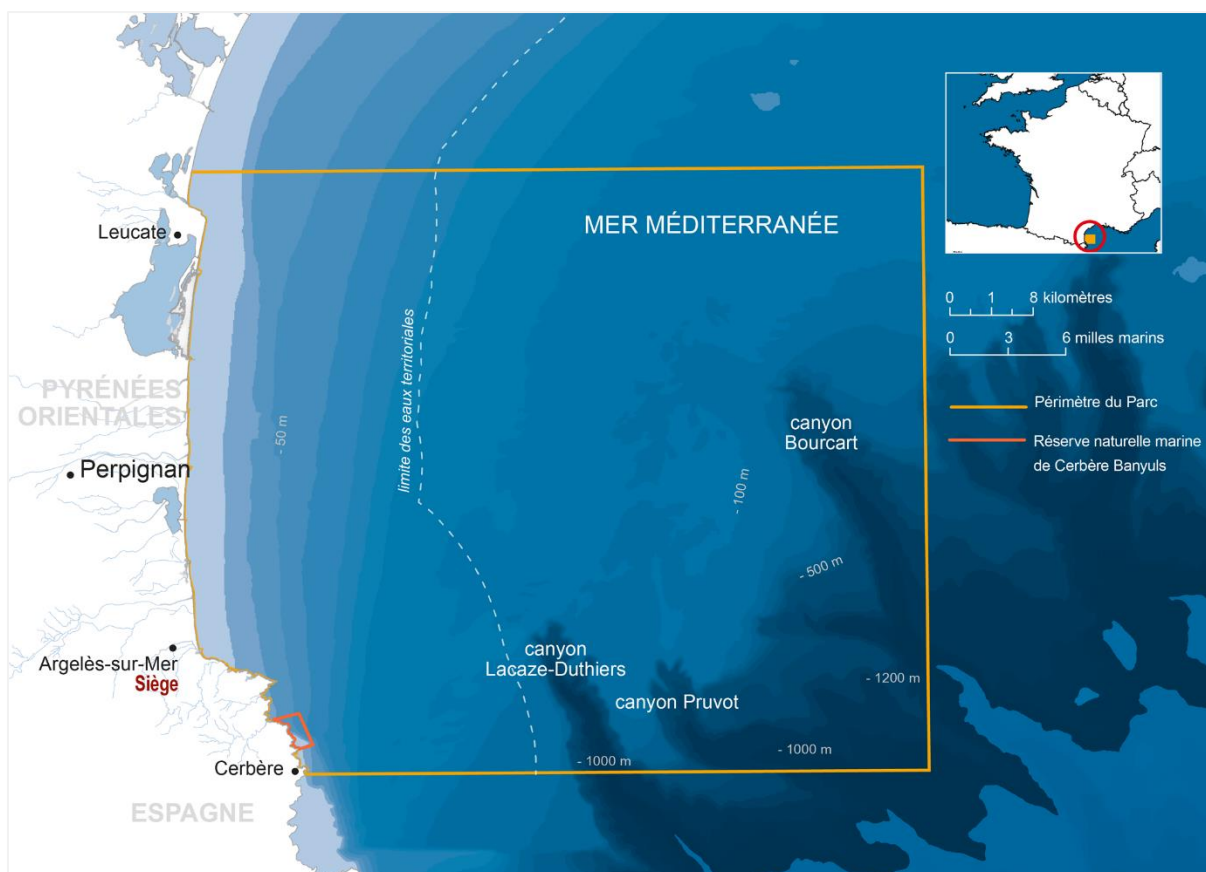 MER MÉDITERRANÉE
Leucate
limite des eaux territoriales
0 1 8 kilomètres
0 3 6 milles marins
Périmètre du Parc
Réserve naturelle marine
de Cerbère Banyuls
PYRÉNÉES
ORIENTALES
- 50 m
canyon
Bourcart
Perpignan
- 100 m
- 500 m
canyon
Lacaze-Duthiers
Argelès-sur-Mer
Siège
- 1200 m
canyon Pruvot
- 1000 m
- 1000 m
Cerbère
ESPAGNE